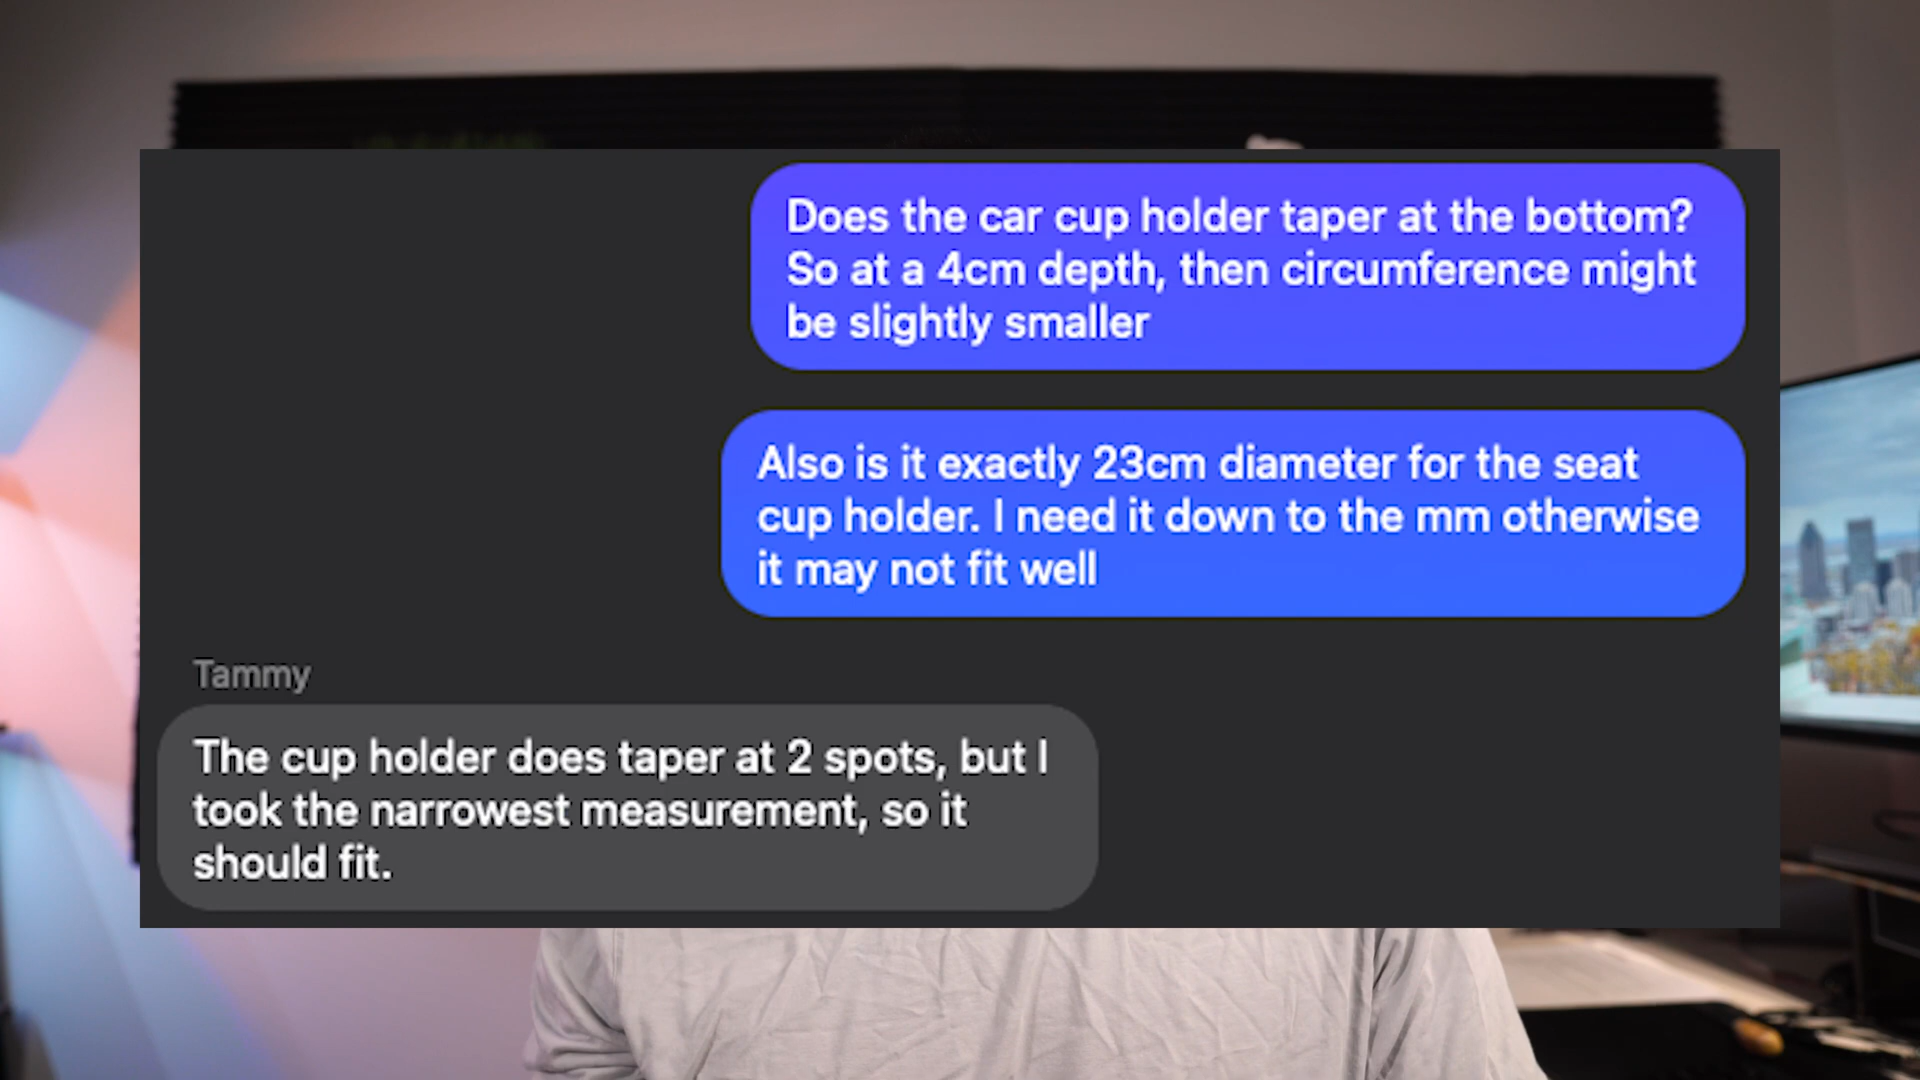 Does the car cup holder taper at the bottom?
So at a 4cm depth, then circumference might
be slightly smaller
Also is it exactly 23cm diameter for the seat
cup holder. I need it down to the mm otherwise
it may not fit well
Tammy
The cup holder does taper at 2 spots, but I
took the narrowest measurement, so it
should fit.